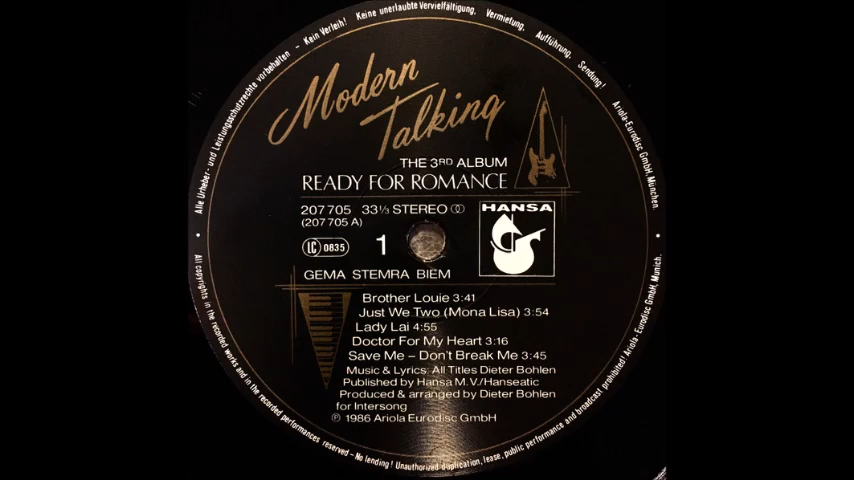 Alle Urheber- und Leistungsschutzrechte vorbehalten – Kein Verleih! Keine unerlaubte Vervielfältigung, Vermietung, Aufführung, Sendung! Ariola-Eurodisc GmbH, München.
Modern
Talking
THE 3RD ALBUM
READY FOR ROMANCE
207 705 33 1/3 STEREO
(207 705 A)
LC 0835
1
HANSA
GEMA STEMRA BIEM
Brother Louie 3:41
Just We Two (Mona Lisa) 3:54
Lady Lai 4:55
Doctor For My Heart 3:16
Save Me – Don't Break Me 3:45
Music & Lyrics: All Titles Dieter Bohlen
Published by Hansa M.V./Hanseatic
Produced & arranged by Dieter Bohlen
for Intersong
℗ 1986 Ariola Eurodisc GmbH
All copyrights in the recorded works and in the recorded performances reserved – No lending! Unauthorized duplication, lease, public performance and broadcast prohibited! Ariola-Eurodisc GmbH, Munich.